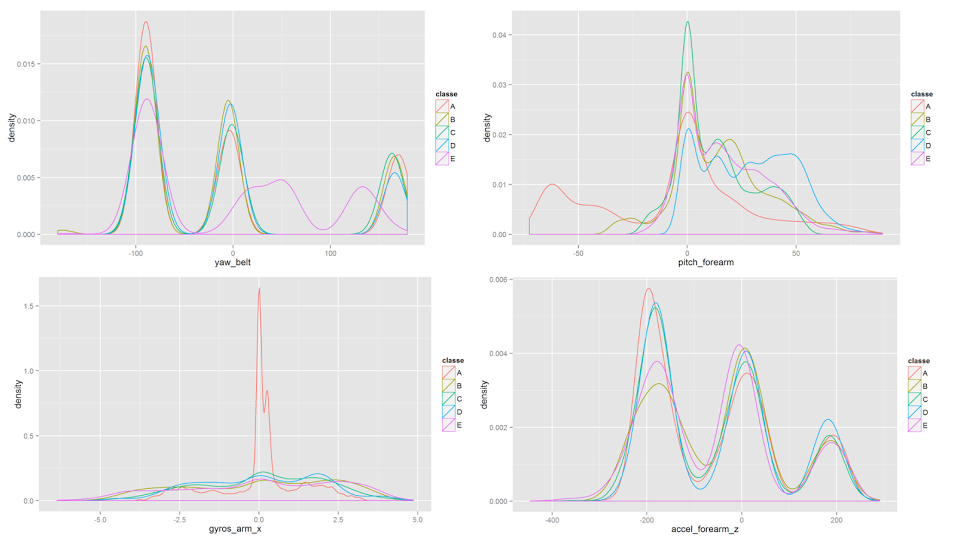 density
0.015
0.010
0.005
0.000
-100
0
100
yaw_belt
classe
A
B
C
D
E
density
0.04
0.03
0.02
0.01
0.00
-50
0
50
pitch_forearm
classe
A
B
C
D
E
density
1.5
1.0
0.5
0.0
-5.0
-2.5
0.0
2.5
5.0
gyros_arm_x
classe
A
B
C
D
E
density
0.006
0.004
0.002
0.000
-400
-200
0
200
accel_forearm_z
classe
A
B
C
D
E